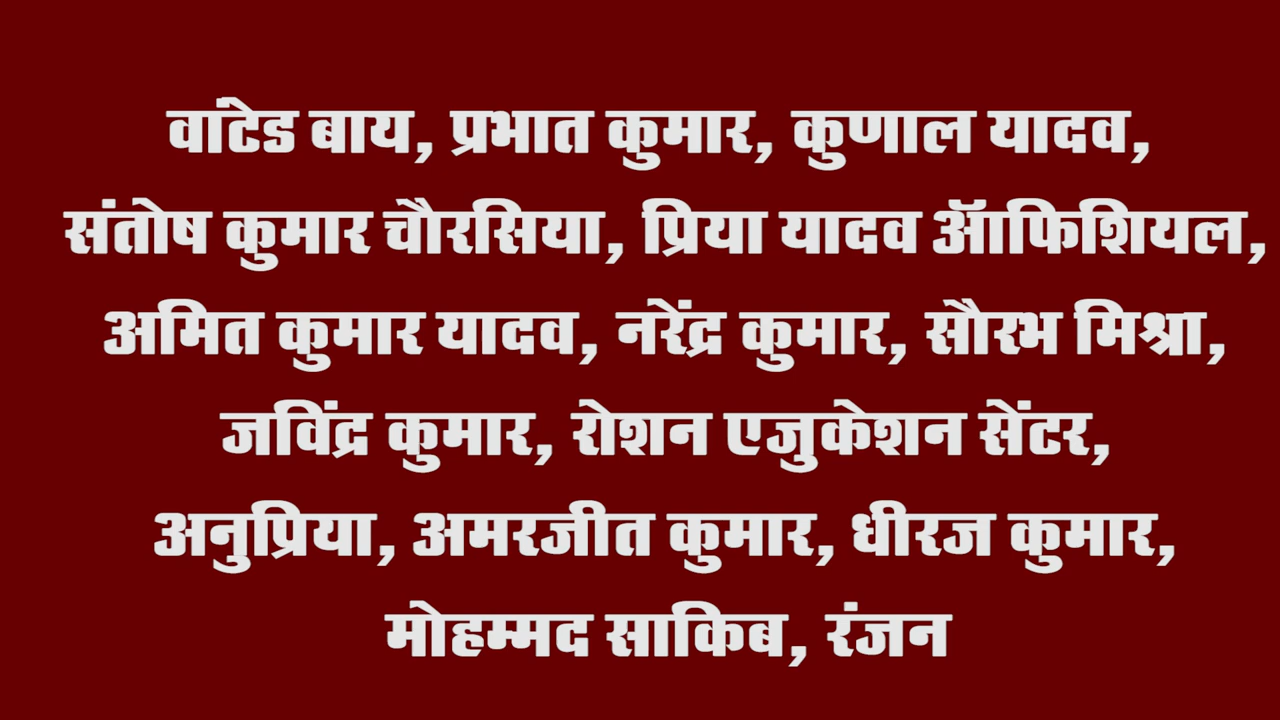 वांटेड बाय, प्रभात कुमार, कुणाल यादव,
संतोष कुमार चौरसिया, प्रिया यादव ऑफिशियल,
अमित कुमार यादव, नरेंद्र कुमार, सौरभ मिश्रा,
जविंद्र कुमार, रोशन एजुकेशन सेंटर,
अनुप्रिया, अमरजीत कुमार, धीरज कुमार,
मोहम्मद साकिब, रंजन